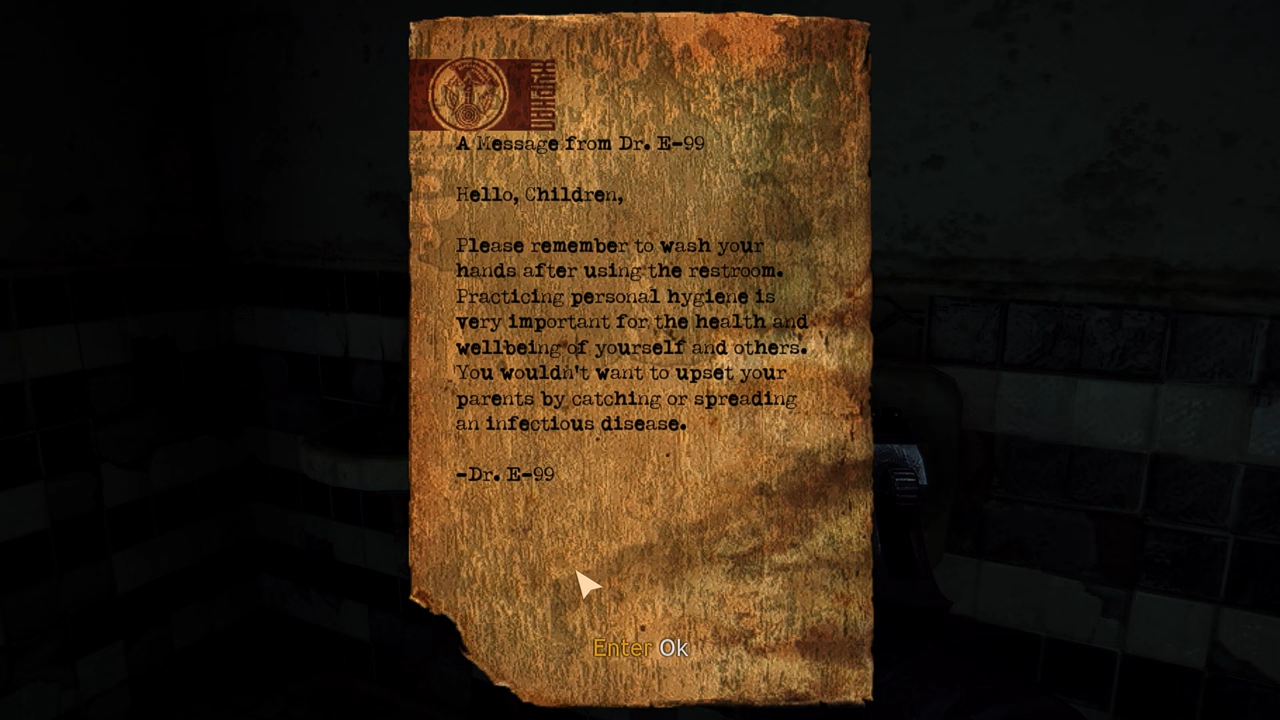 A Message from Dr. E-99
Hello, Children,
Please remember to wash your
hands after using the restroom.
Practicing personal hygiene is
very important for the health and
wellbeing of yourself and others.
You wouldn't want to upset your
parents by catching or spreading
an infectious disease.
-Dr. E-99
Enter Ok